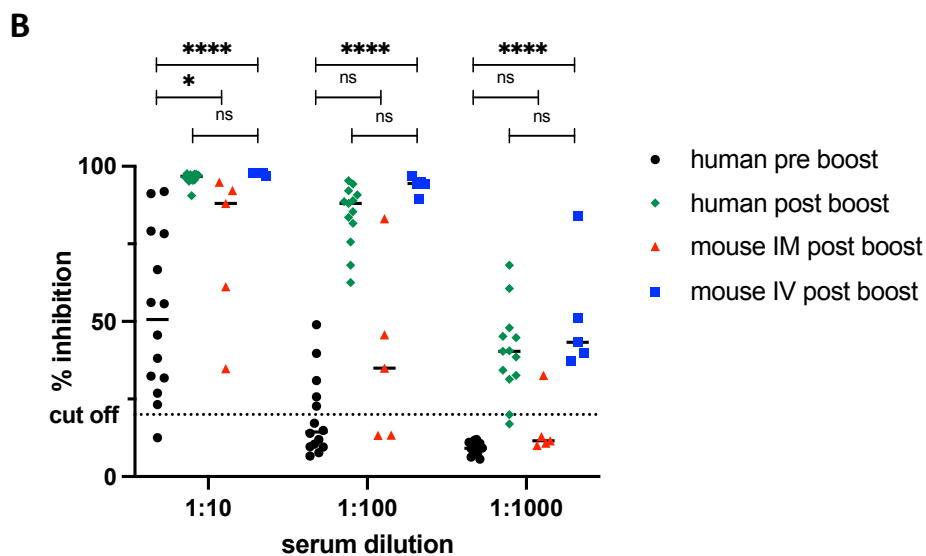 B
**** **** ****
* ns ns
ns ns ns
100
50
cut off
0
% inhibition
1:10 1:100 1:1000
serum dilution
human pre boost
human post boost
mouse IM post boost
mouse IV post boost